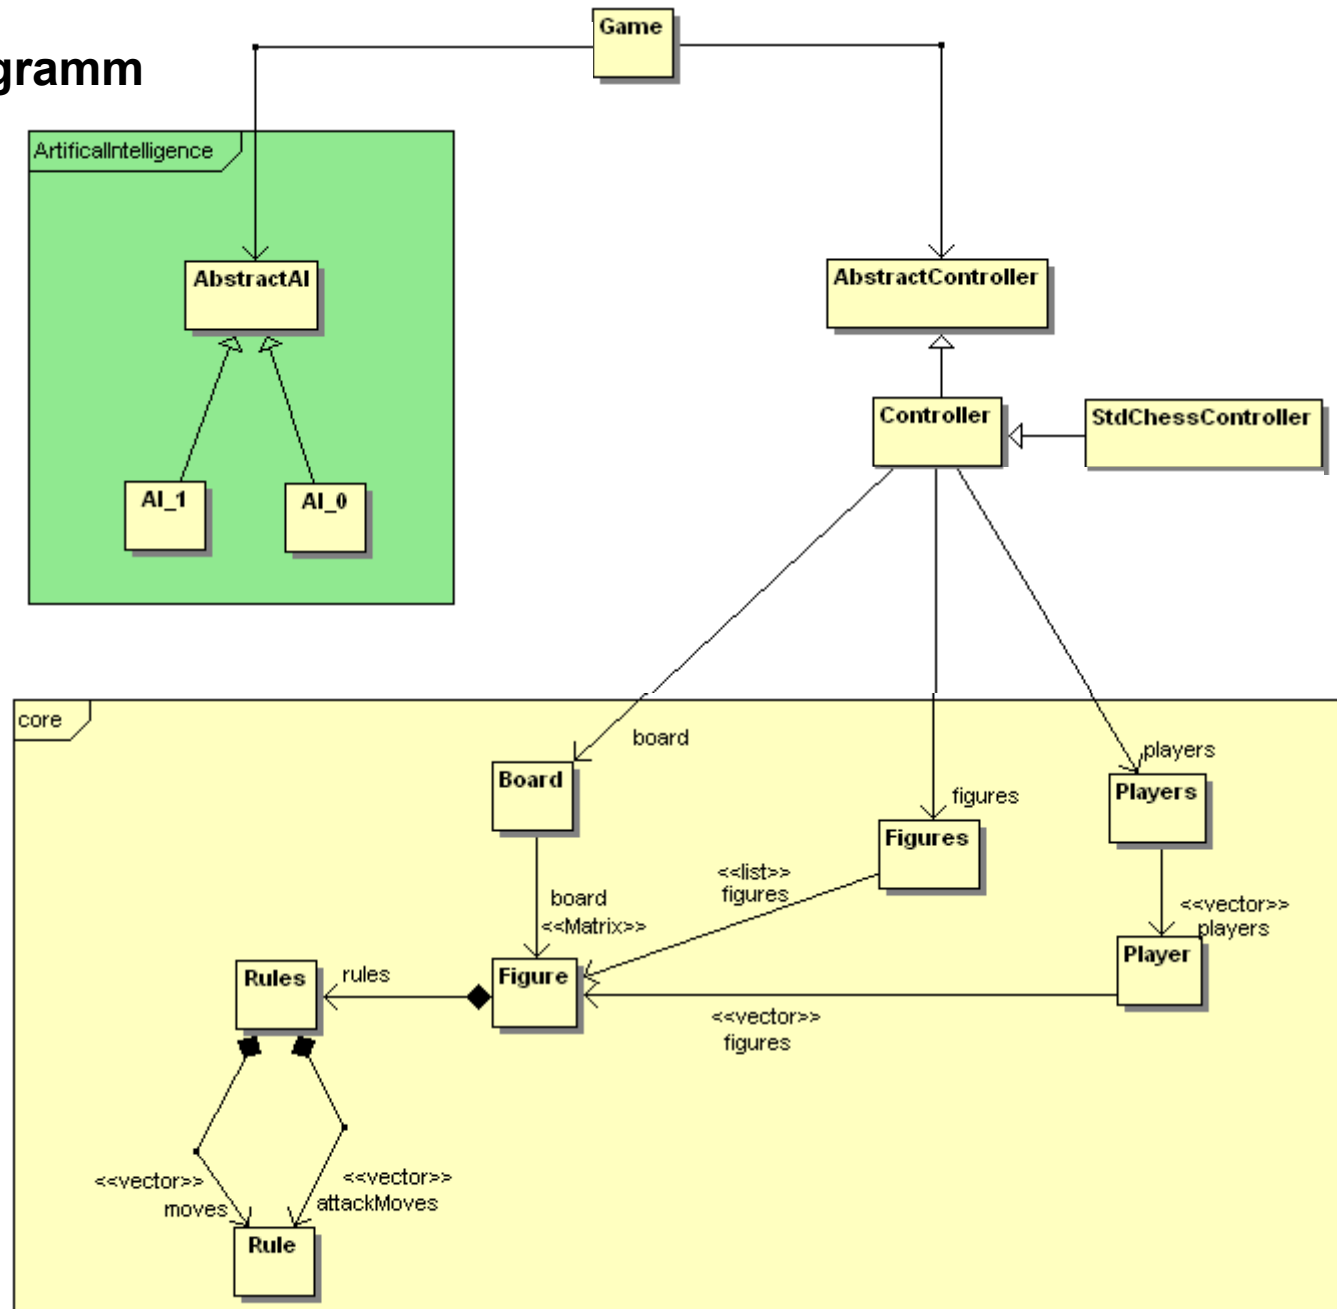 Game
gramm
ArtificalIntelligence
AbstractAI
AbstractController
Controller
StdChessController
AI_1
AI_0
core
board
players
Board
Players
figures
Figures
<<list>>
figures
board
<<Matrix>>
<<vector>>
players
Rules
rules
Figure
Player
<<vector>>
figures
<<vector>>
moves
<<vector>>
attackMoves
Rule